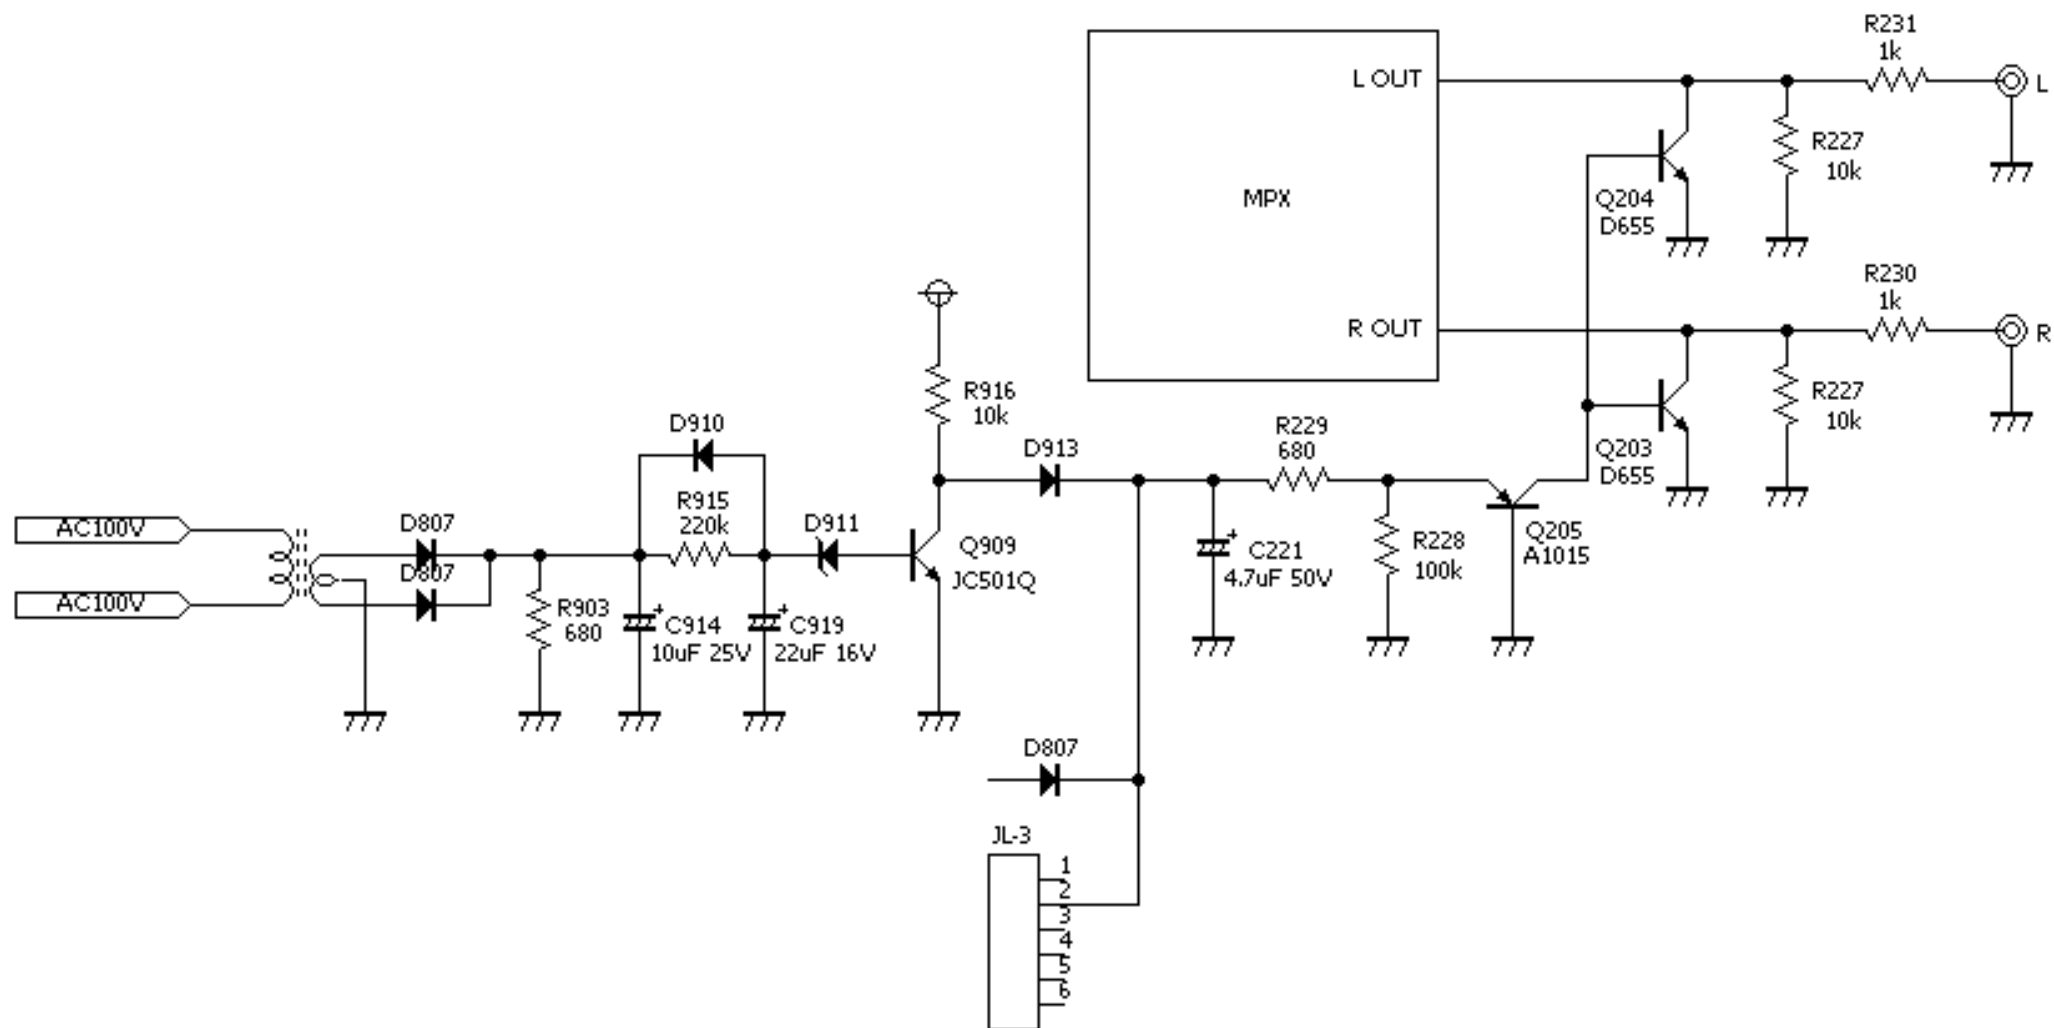 R231
1k
L OUT
L
R227
10k
MPX
Q204
D655
R230
1k
R OUT
R
R916
10k
R227
10k
D910
R229
680
D913
Q203
D655
R915
220k
D807
D911
AC100V
Q205
A1015
Q909
JC501Q
C221
4.7uF 50V
R228
100k
D807
AC100V
R903
680
+
C914
10uF 25V
+
C919
22uF 16V
+
D807
JL-3
1
2
3
4
5
6